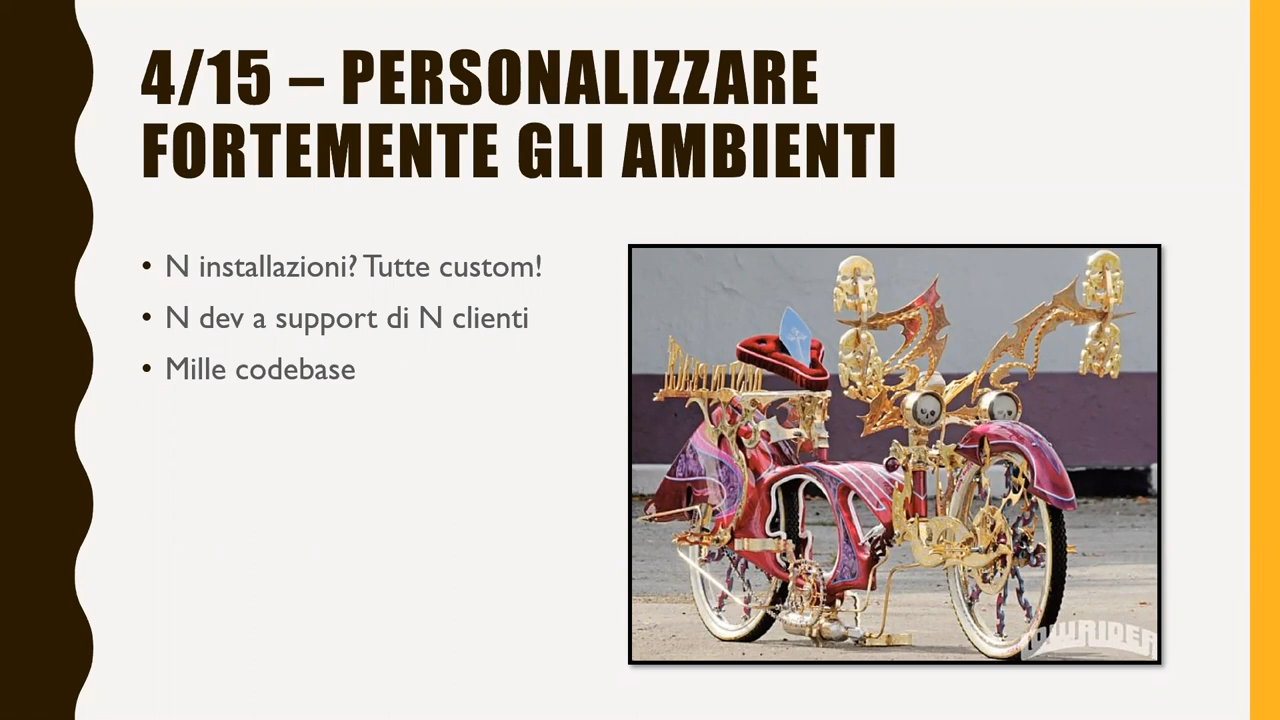 4/15 – PERSONALIZZARE
FORTEMENTE GLI AMBIENTI
• N installazioni? Tutte custom!
• N dev a support di N clienti
• Mille codebase
LOWRIDER